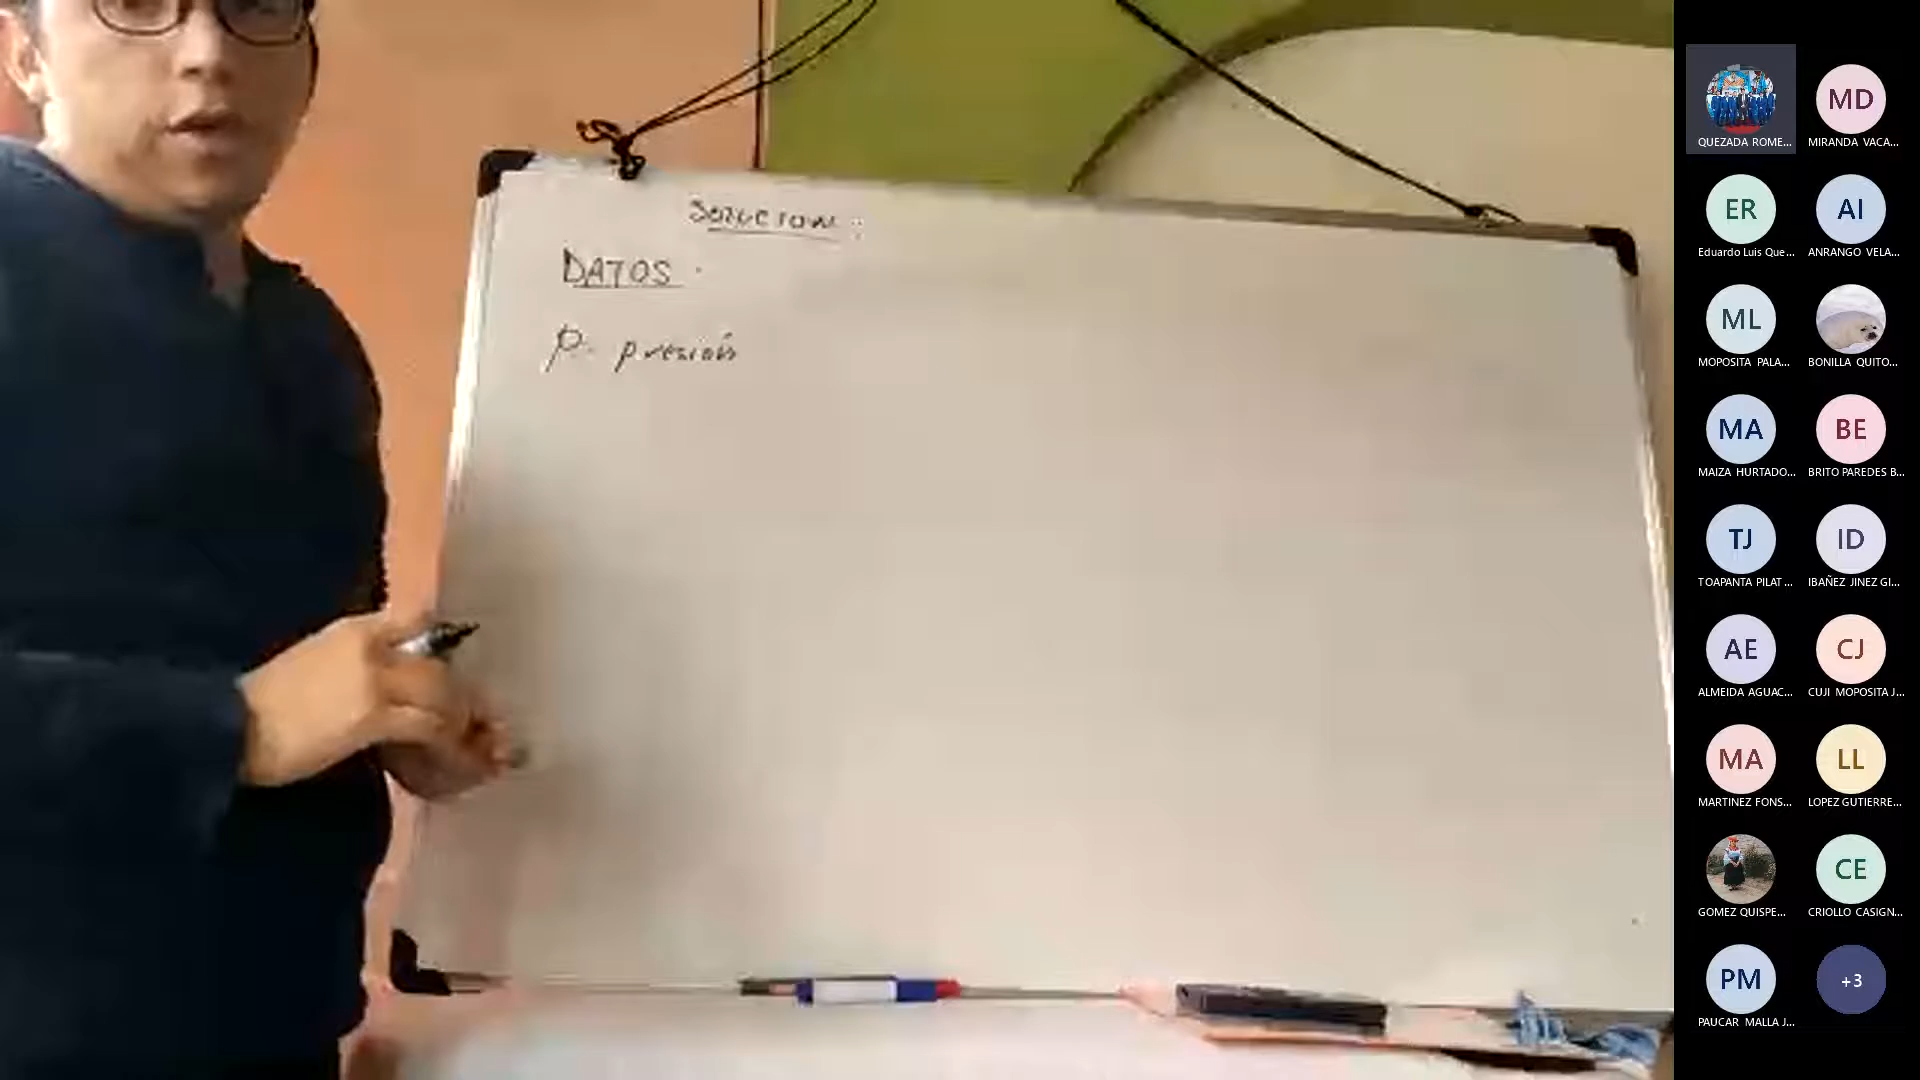 SOLUCION :
DATOS .
P: presión
QUEZADA ROME...
MD
MIRANDA VACA...
ER
Eduardo Luis Que...
AI
ANRANGO VELA...
ML
MOPOSITA PALA...
BONILLA QUITO...
MA
MAIZA HURTADO...
BE
BRITO PAREDES B...
TJ
TOAPANTA PILAT...
ID
IBAÑEZ JINEZ GI...
AE
ALMEIDA AGUAC...
CJ
CUJI MOPOSITA J...
MA
MARTINEZ FONS...
LL
LOPEZ GUTIERRE...
GOMEZ QUISPE...
CE
CRIOLLO CASIGN...
PM
PAUCAR MALLA J...
+3